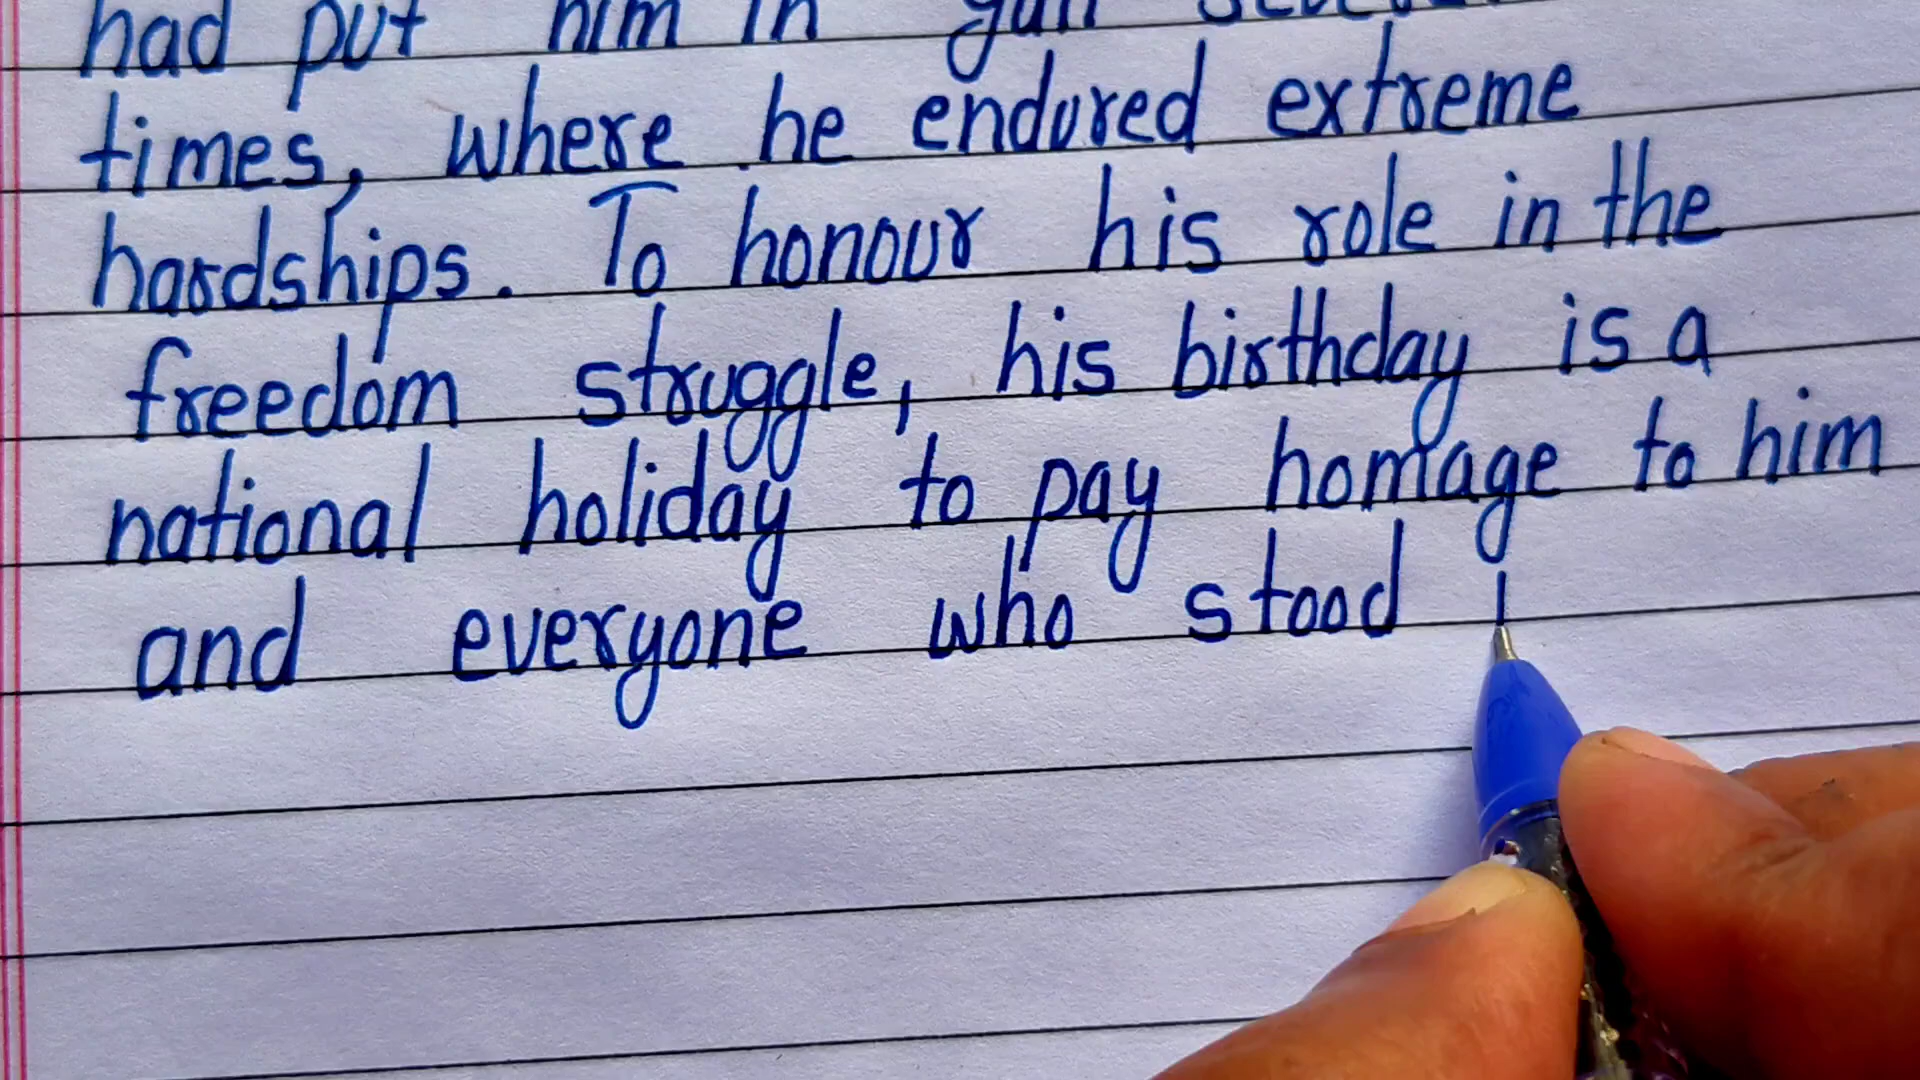 had put him in
times, where he endured extreme
hardships. To honour his role in the
freedom struggle, his birthday is a
national holiday to pay homage to him
and everyone who stood